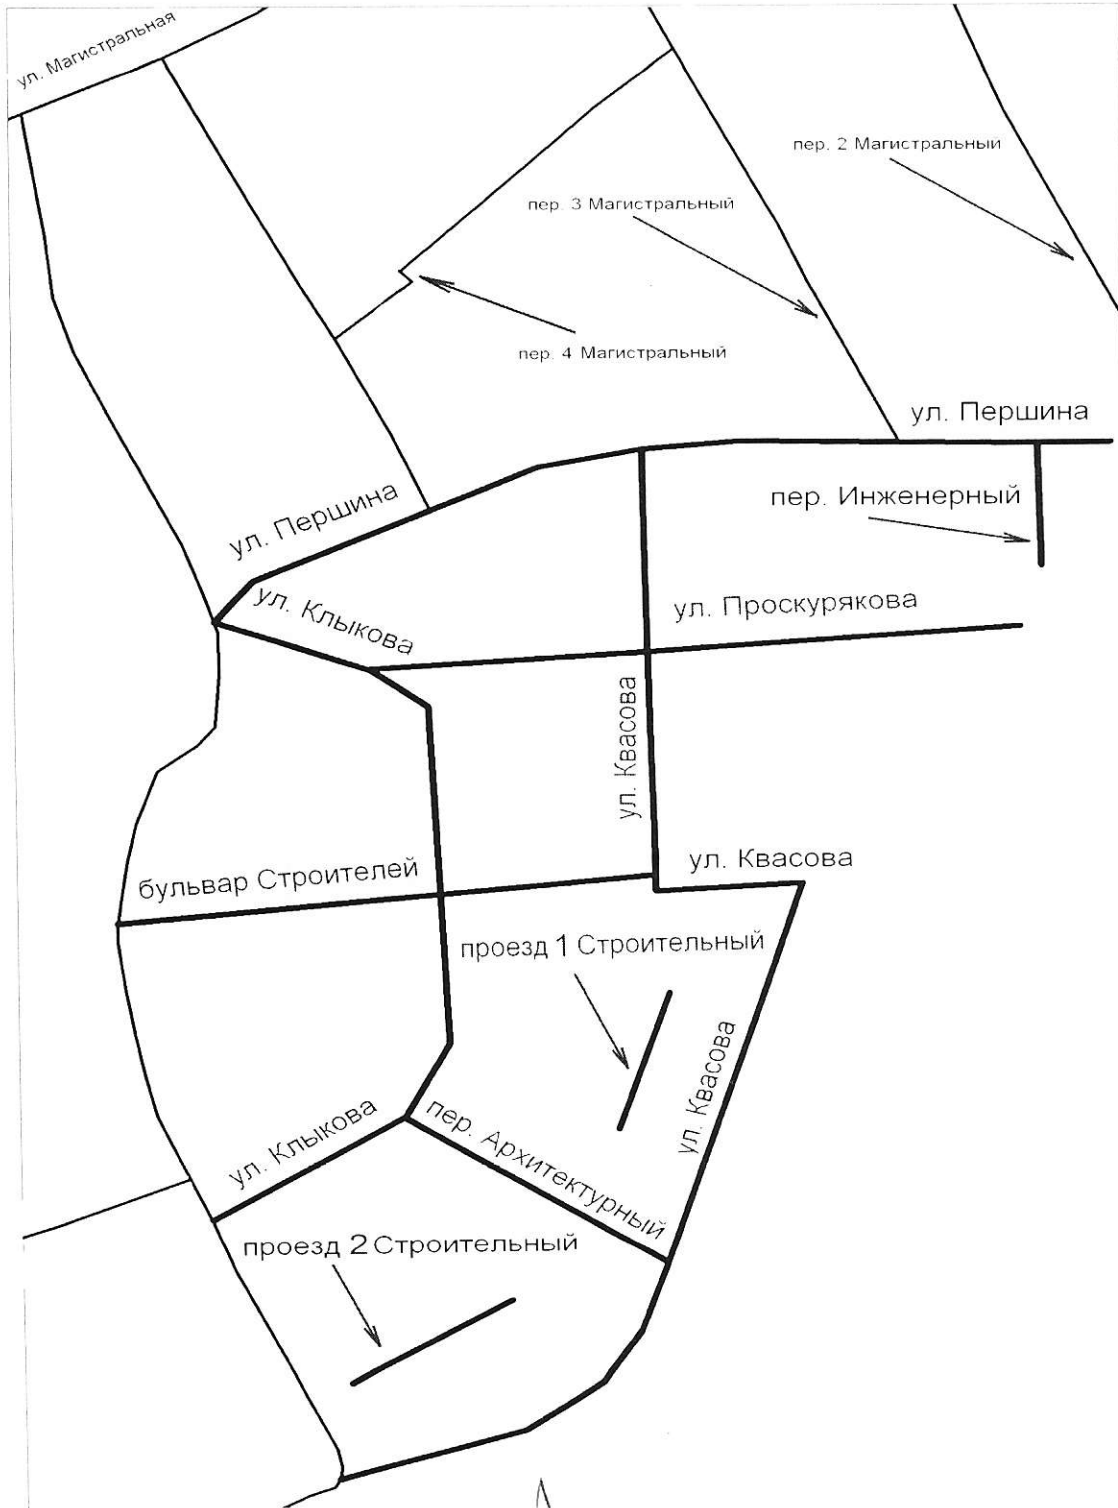 ул. Магистральная
пер. 2 Магистральный
пер. 3 Магистральный
пер. 4 Магистральный
ул. Першина
ул. Першина
пер. Инженерный
ул. Клыкова
ул. Проскурякова
ул. Квасова
ул. Квасова
бульвар Строителей
проезд 1 Строительный
ул. Квасова
ул. Клыкова
пер. Архитектурный
проезд 2 Строительный